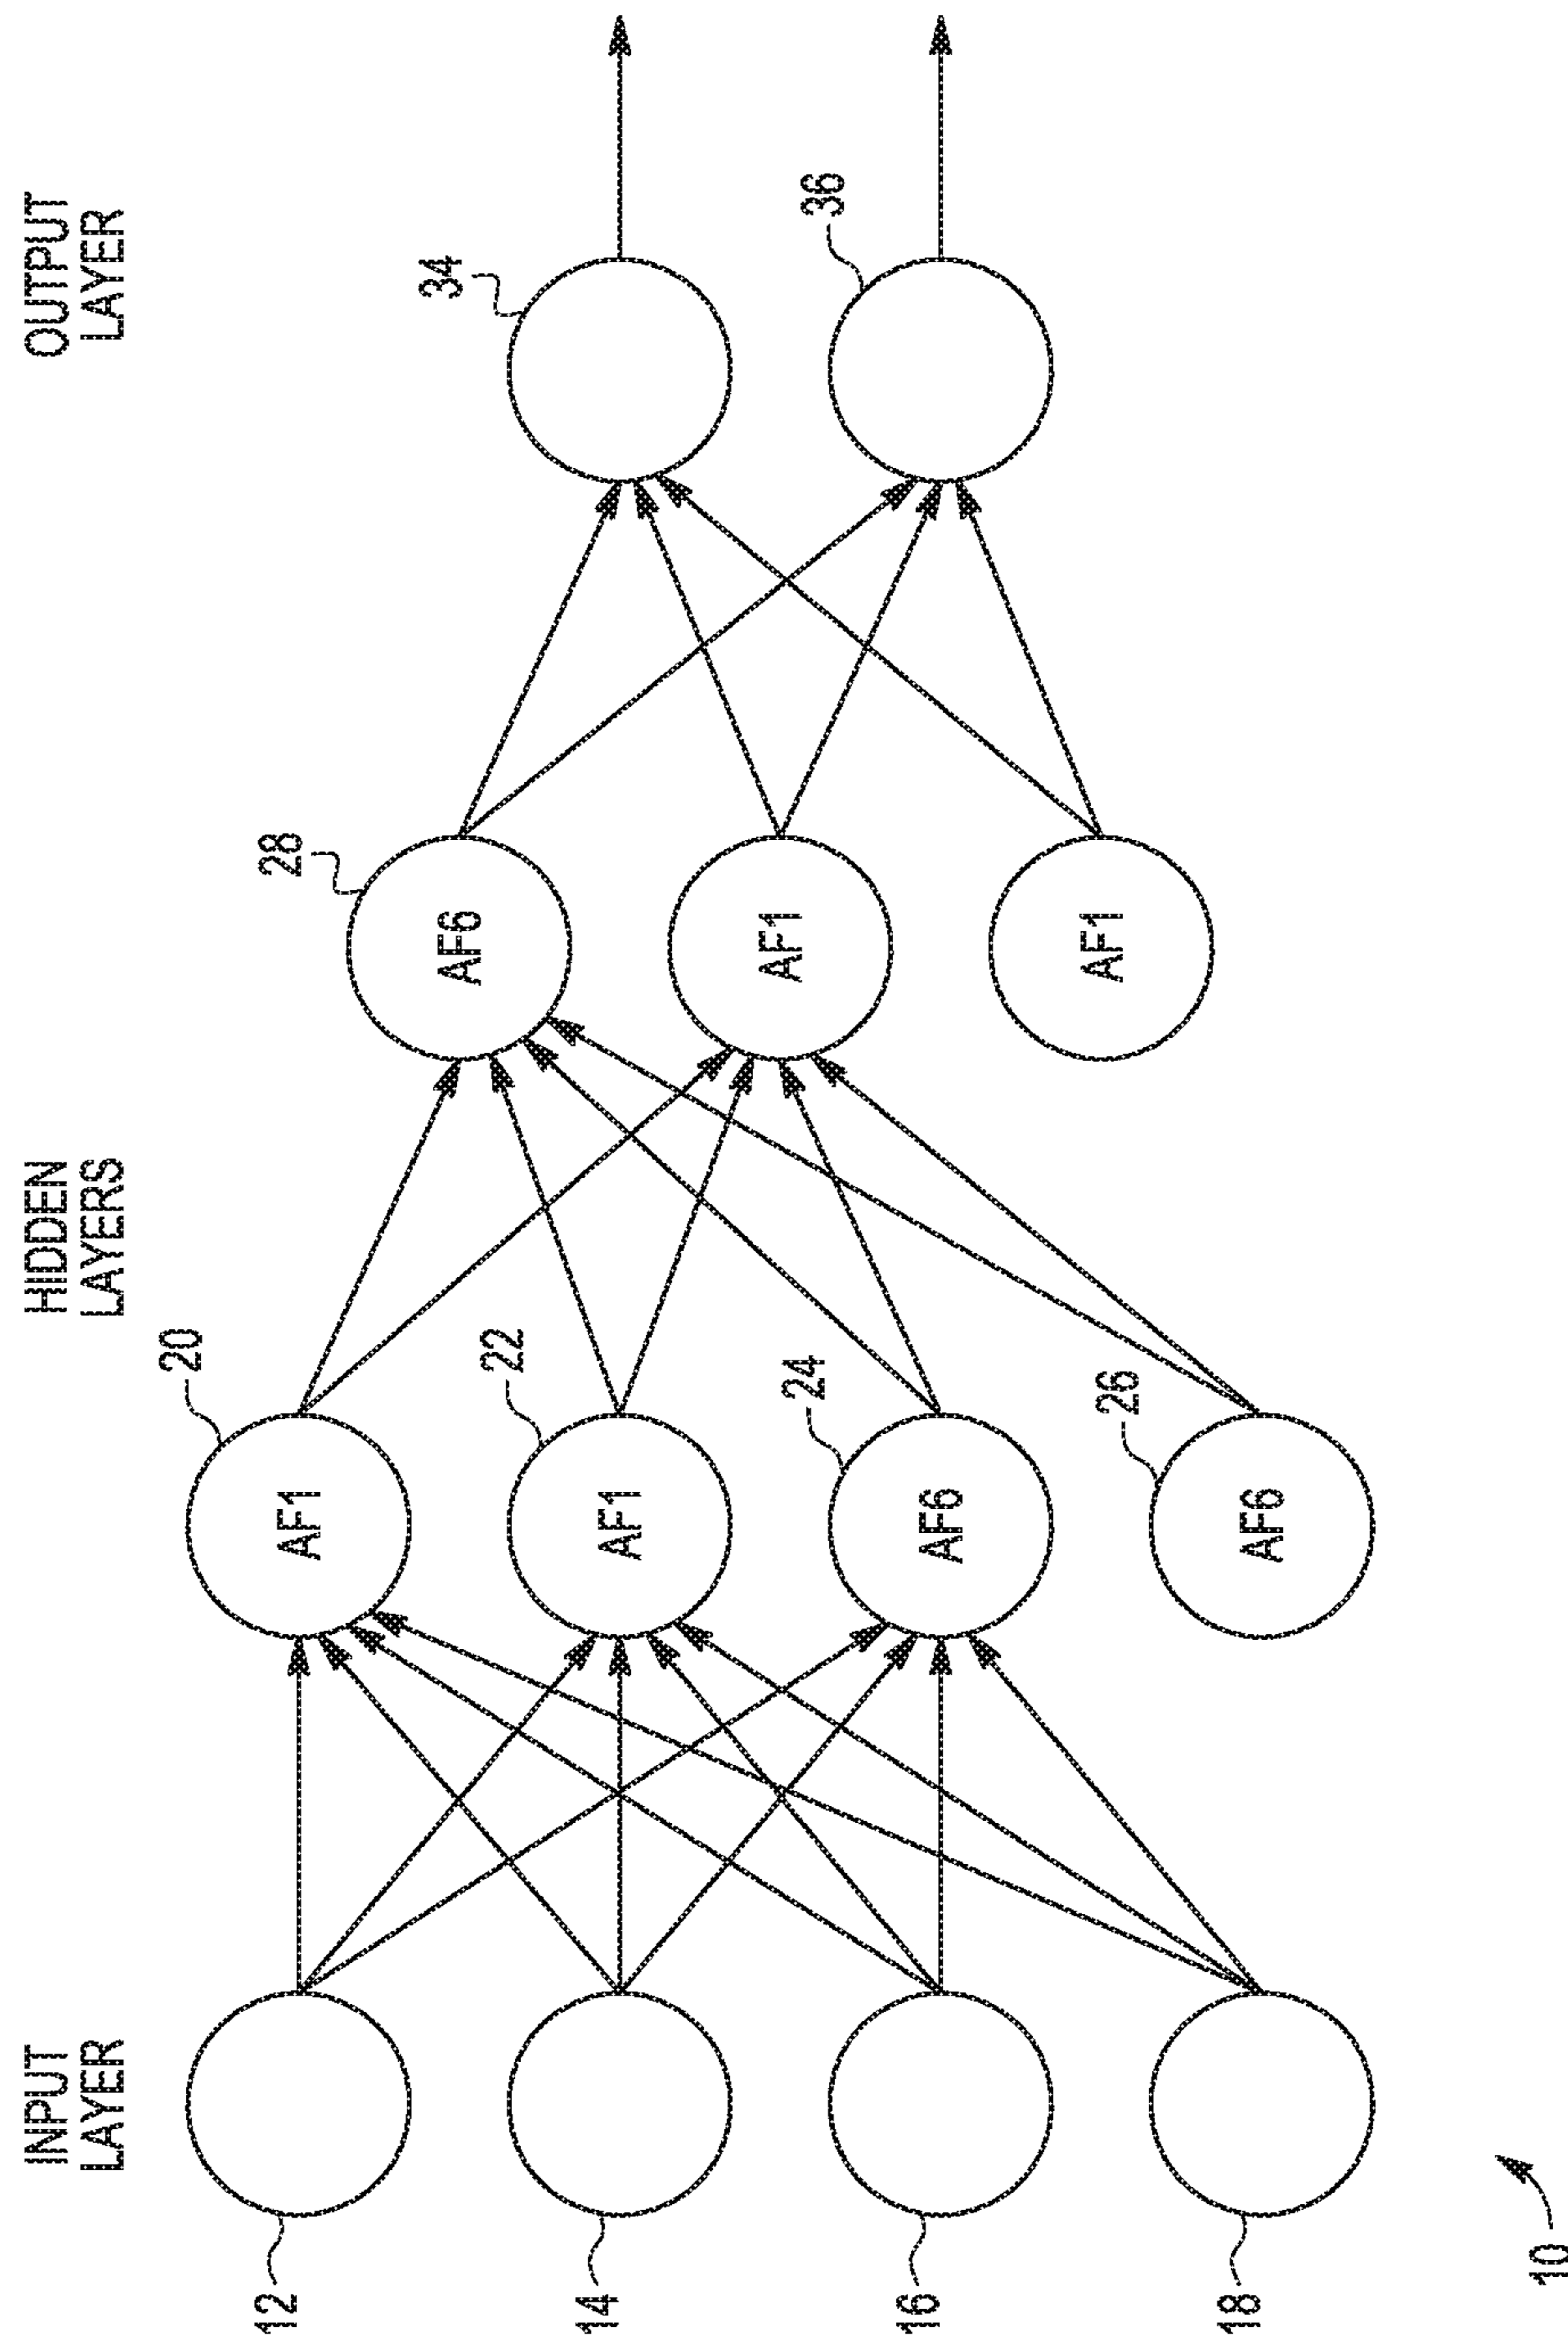 INPUT
LAYER
HIDDEN
LAYERS
OUTPUT
LAYER
12
14
16
18
20
AF1
22
AF1
24
AF6
26
AF6
28
AF6
AF1
AF1
34
36
10